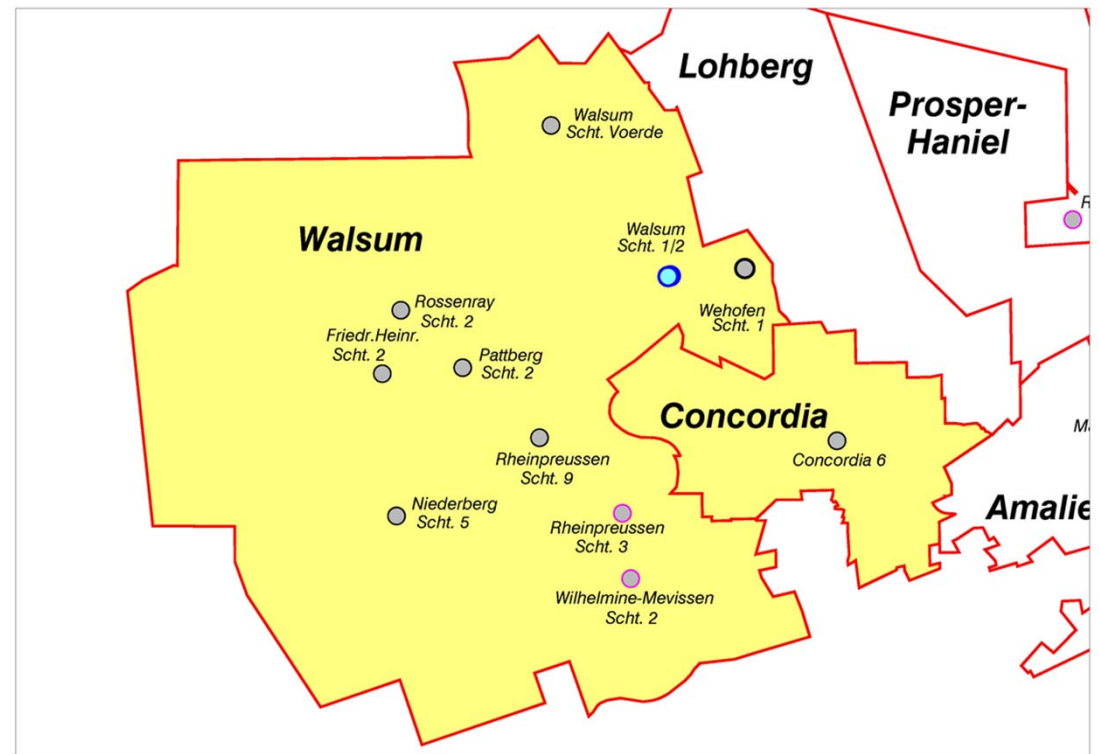 Lohberg
Prosper-
Haniel
Walsum
Scht. Voerde
Walsum
Walsum
Scht. 1/2
Wehofen
Scht. 1
Rossenray
Scht. 2
Friedr.Heinr.
Scht. 2
Pattberg
Scht. 2
Concordia
Concordia 6
Rheinpreussen
Scht. 9
Niederberg
Scht. 5
Rheinpreussen
Scht. 3
Amalie
Wilhelmine-Mevissen
Scht. 2